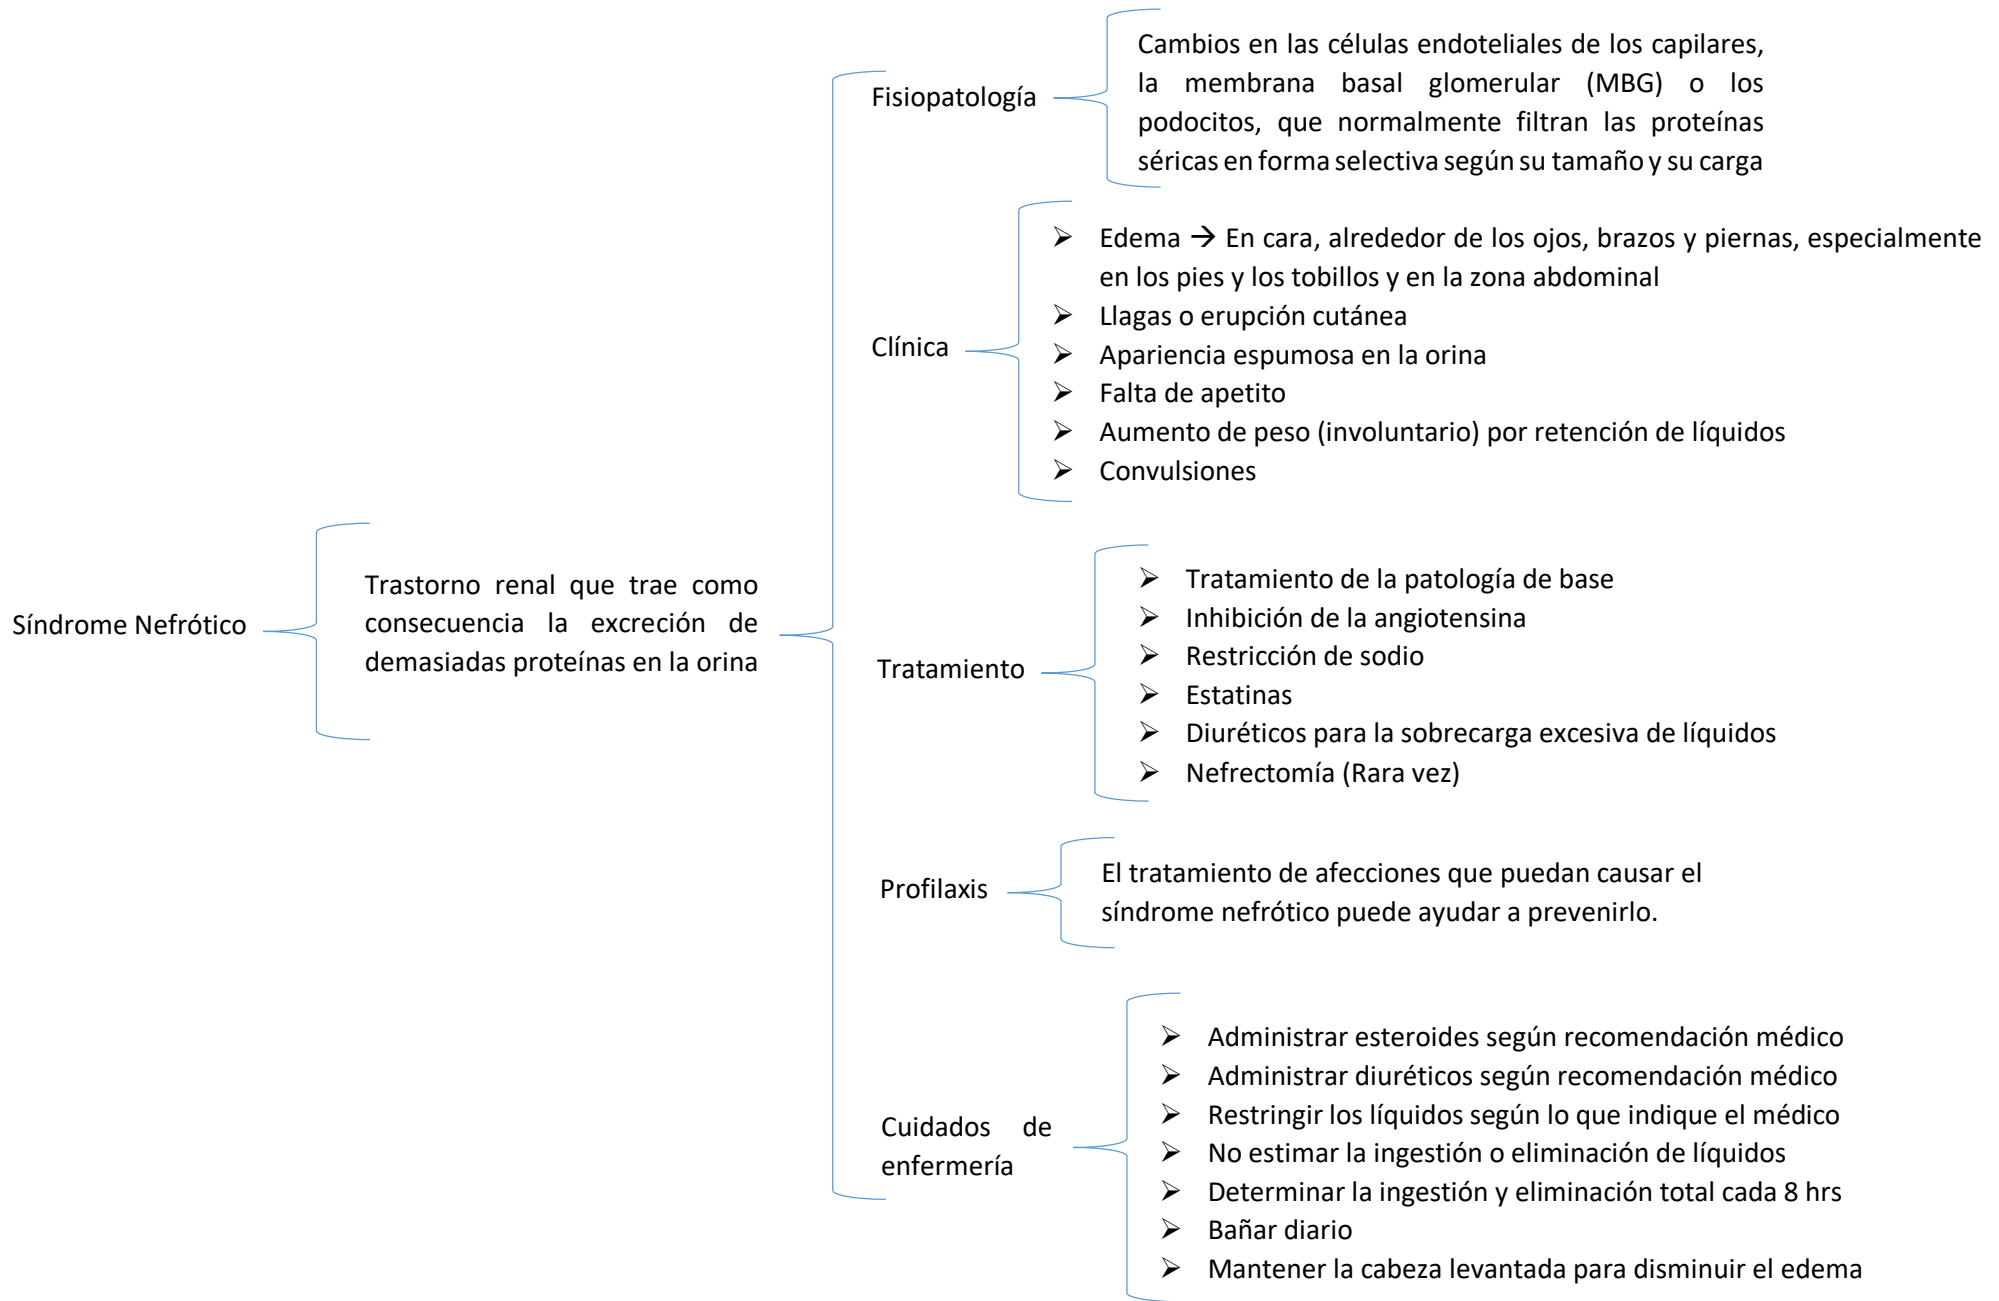 Síndrome Nefrótico
Trastorno renal que trae como
consecuencia la excreción de
demasiadas proteínas en la orina
Fisiopatología
Cambios en las células endoteliales de los capilares,
la membrana basal glomerular (MBG) o los
podocitos, que normalmente filtran las proteínas
séricas en forma selectiva según su tamaño y su carga
Clínica
➢ Edema → En cara, alrededor de los ojos, brazos y piernas, especialmente
en los pies y los tobillos y en la zona abdominal
➢ Llagas o erupción cutánea
➢ Apariencia espumosa en la orina
➢ Falta de apetito
➢ Aumento de peso (involuntario) por retención de líquidos
➢ Convulsiones
Tratamiento
➢ Tratamiento de la patología de base
➢ Inhibición de la angiotensina
➢ Restricción de sodio
➢ Estatinas
➢ Diuréticos para la sobrecarga excesiva de líquidos
➢ Nefrectomía (Rara vez)
Profilaxis
El tratamiento de afecciones que puedan causar el
síndrome nefrótico puede ayudar a prevenirlo.
Cuidados de
enfermería
➢ Administrar esteroides según recomendación médico
➢ Administrar diuréticos según recomendación médico
➢ Restringir los líquidos según lo que indique el médico
➢ No estimar la ingestión o eliminación de líquidos
➢ Determinar la ingestión y eliminación total cada 8 hrs
➢ Bañar diario
➢ Mantener la cabeza levantada para disminuir el edema